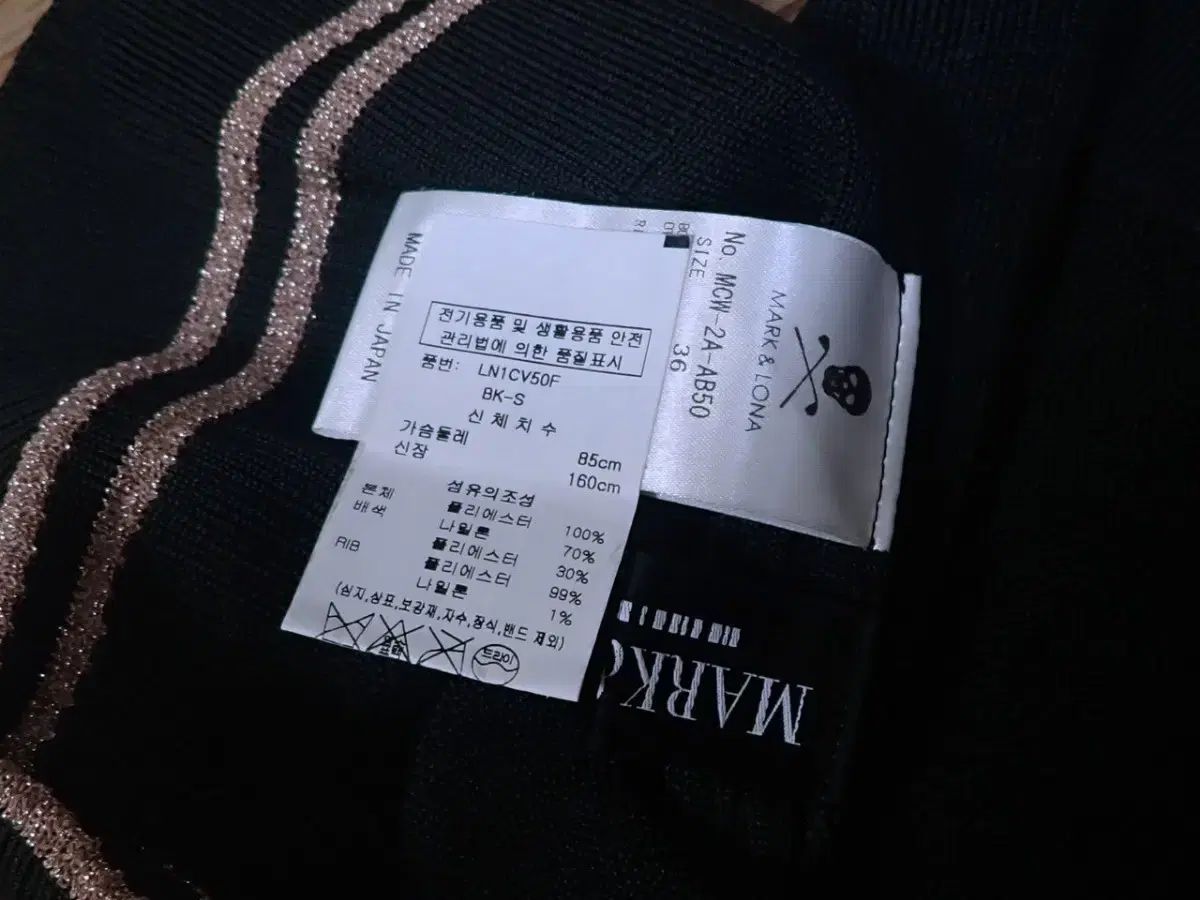 MARK & LONA
No. MCW-2A-AB50
SIZE 36
MADE IN JAPAN
전기용품 및 생활용품 안전
관리법에 의한 품질표시
품번: LN1CV50F
BK-S
신 체 치 수
가슴둘레 85cm
신장 160cm
섬유의조성
본체 폴리에스터 100%
배색 나일론 70%
폴리에스터 30%
RIB 폴리에스터 99%
나일론 1%
(심지,상표,보강재,자수,장식,밴드 제외)
드라이
MARK&